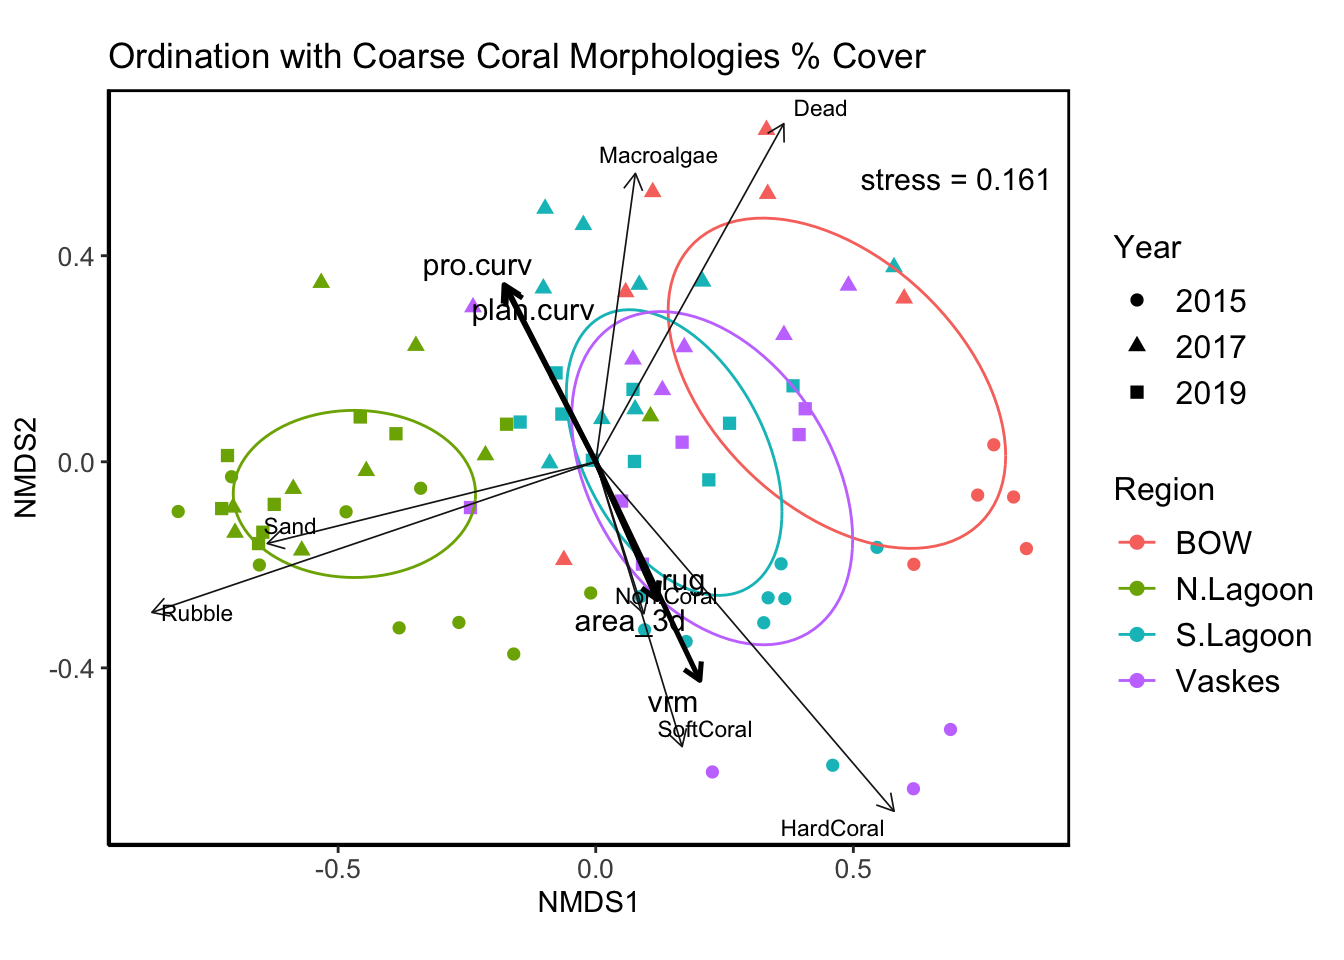 Ordination with Coarse Coral Morphologies % Cover
Dead
Macroalgae
stress = 0.161
pro.curv
plan.curv
Sand
Rubble
rug
NonCoral
area_3d
vrm
SoftCoral
HardCoral
0.4
0.0
-0.4
NMDS2
-0.5
0.0
0.5
NMDS1
Year
2015
2017
2019
Region
BOW
N.Lagoon
S.Lagoon
Vaskes